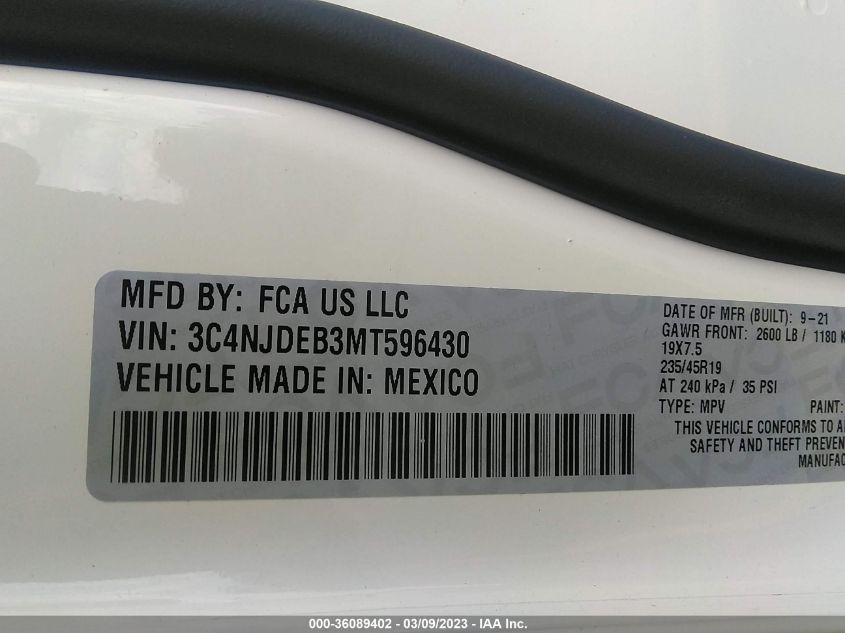 MFD BY: FCA US LLC
VIN: 3C4NJDEB3MT596430
VEHICLE MADE IN: MEXICO
DATE OF MFR (BUILT): 9-21
GAWR FRONT: 2600 LB / 1180 K
19X7.5
235/45R19
AT 240 kPa / 35 PSI
TYPE: MPV PAINT:
THIS VEHICLE CONFORMS TO A
SAFETY AND THEFT PREVEN
MANUFAC
000-36089402 - 03/09/2023 - IAA Inc.